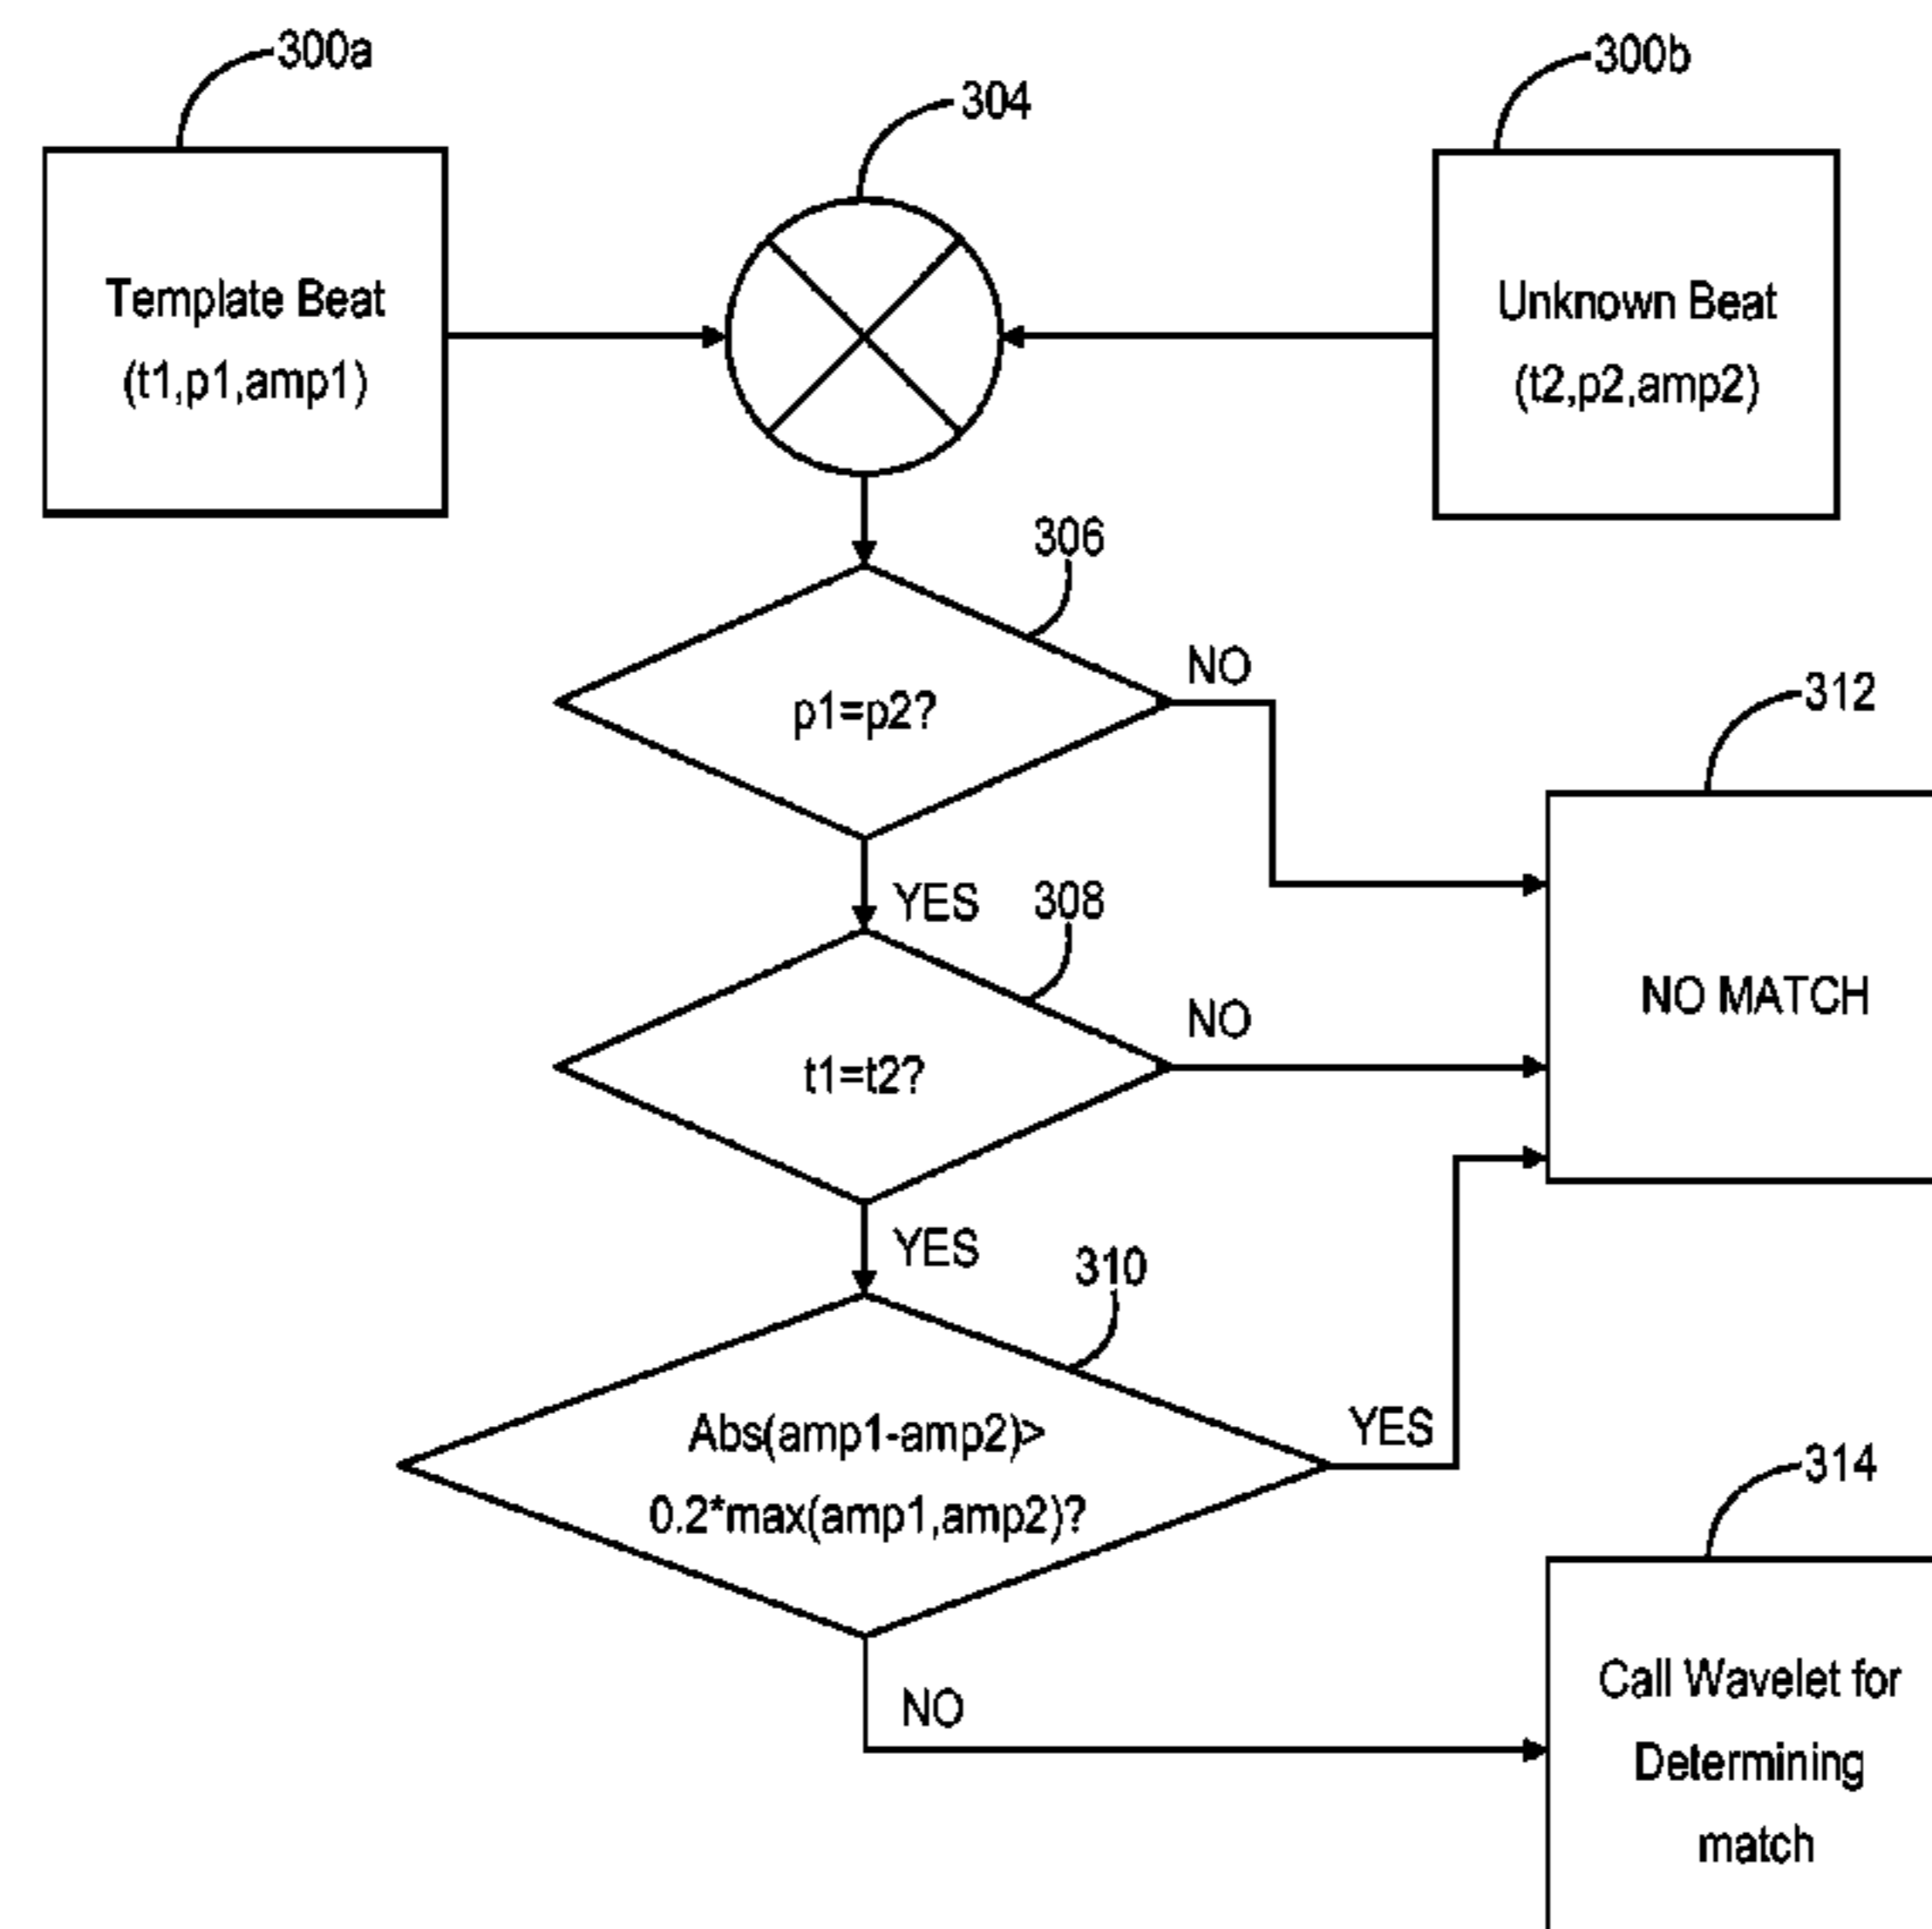 300a
304
300b
Template Beat
(t1,p1,amp1)
Unknown Beat
(t2,p2,amp2)
306
p1=p2?
NO
312
YES
308
NO MATCH
t1=t2?
NO
YES
310
Abs(amp1-amp2)>
0.2*max(amp1,amp2)?
YES
314
NO
Call Wavelet for
Determining
match